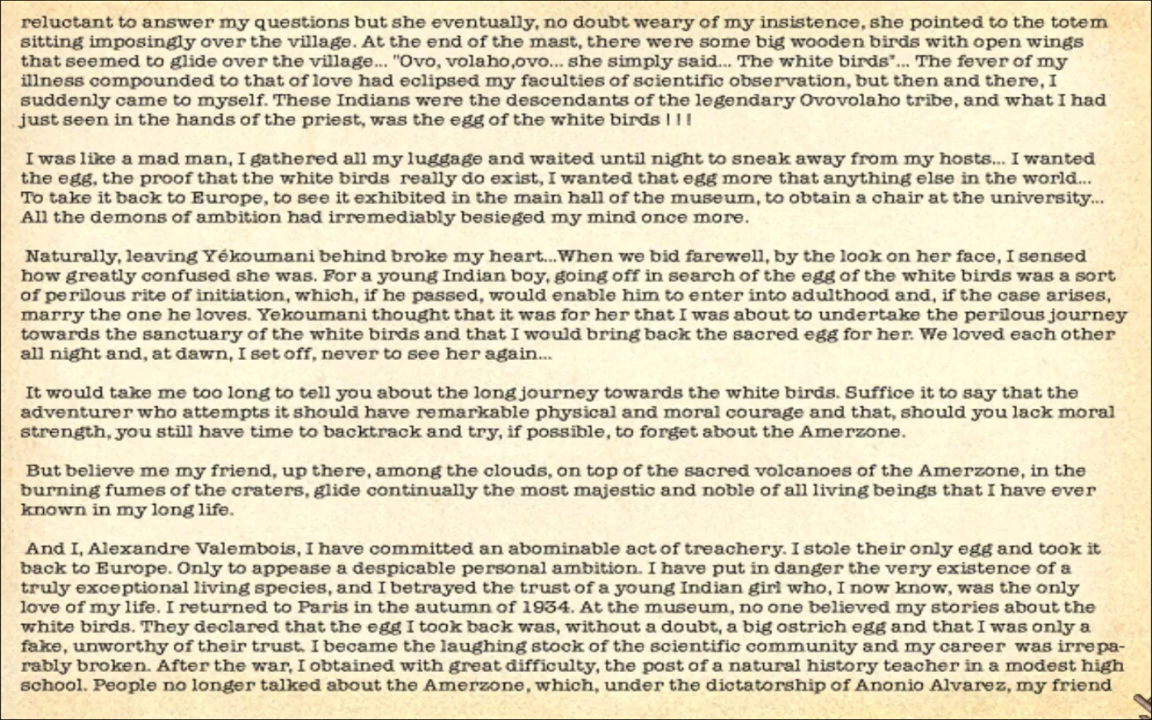 reluctant to answer my questions but she eventually, no doubt weary of my insistence, she pointed to the totem
sitting imposingly over the village. At the end of the mast, there were some big wooden birds with open wings
that seemed to glide over the village... "Ovo, volaho,ovo... she simply said... The white birds"... The fever of my
illness compounded to that of love had eclipsed my faculties of scientific observation, but then and there, I
suddenly came to myself. These Indians were the descendants of the legendary Ovovolaho tribe, and what I had
just seen in the hands of the priest, was the egg of the white birds ! ! !
I was like a mad man, I gathered all my luggage and waited until night to sneak away from my hosts... I wanted
the egg, the proof that the white birds really do exist, I wanted that egg more that anything else in the world...
To take it back to Europe, to see it exhibited in the main hall of the museum, to obtain a chair at the university...
All the demons of ambition had irremediably besieged my mind once more.
Naturally, leaving Yékoumani behind broke my heart...When we bid farewell, by the look on her face, I sensed
how greatly confused she was. For a young Indian boy, going off in search of the egg of the white birds was a sort
of perilous rite of initiation, which, if he passed, would enable him to enter into adulthood and, if the case arises,
marry the one he loves. Yekoumani thought that it was for her that I was about to undertake the perilous journey
towards the sanctuary of the white birds and that I would bring back the sacred egg for her. We loved each other
all night and, at dawn, I set off, never to see her again...
It would take me too long to tell you about the long journey towards the white birds. Suffice it to say that the
adventurer who attempts it should have remarkable physical and moral courage and that, should you lack moral
strength, you still have time to backtrack and try, if possible, to forget about the Amerzone.
But believe me my friend, up there, among the clouds, on top of the sacred volcanoes of the Amerzone, in the
burning fumes of the craters, glide continually the most majestic and noble of all living beings that I have ever
known in my long life.
And I, Alexandre Valembois, I have committed an abominable act of treachery. I stole their only egg and took it
back to Europe. Only to appease a despicable personal ambition. I have put in danger the very existence of a
truly exceptional living species, and I betrayed the trust of a young Indian girl who, I now know, was the only
love of my life. I returned to Paris in the autumn of 1934. At the museum, no one believed my stories about the
white birds. They declared that the egg I took back was, without a doubt, a big ostrich egg and that I was only a
fake, unworthy of their trust. I became the laughing stock of the scientific community and my career was irrepa-
rably broken. After the war, I obtained with great difficulty, the post of a natural history teacher in a modest high
school. People no longer talked about the Amerzone, which, under the dictatorship of Anonio Alvarez, my friend